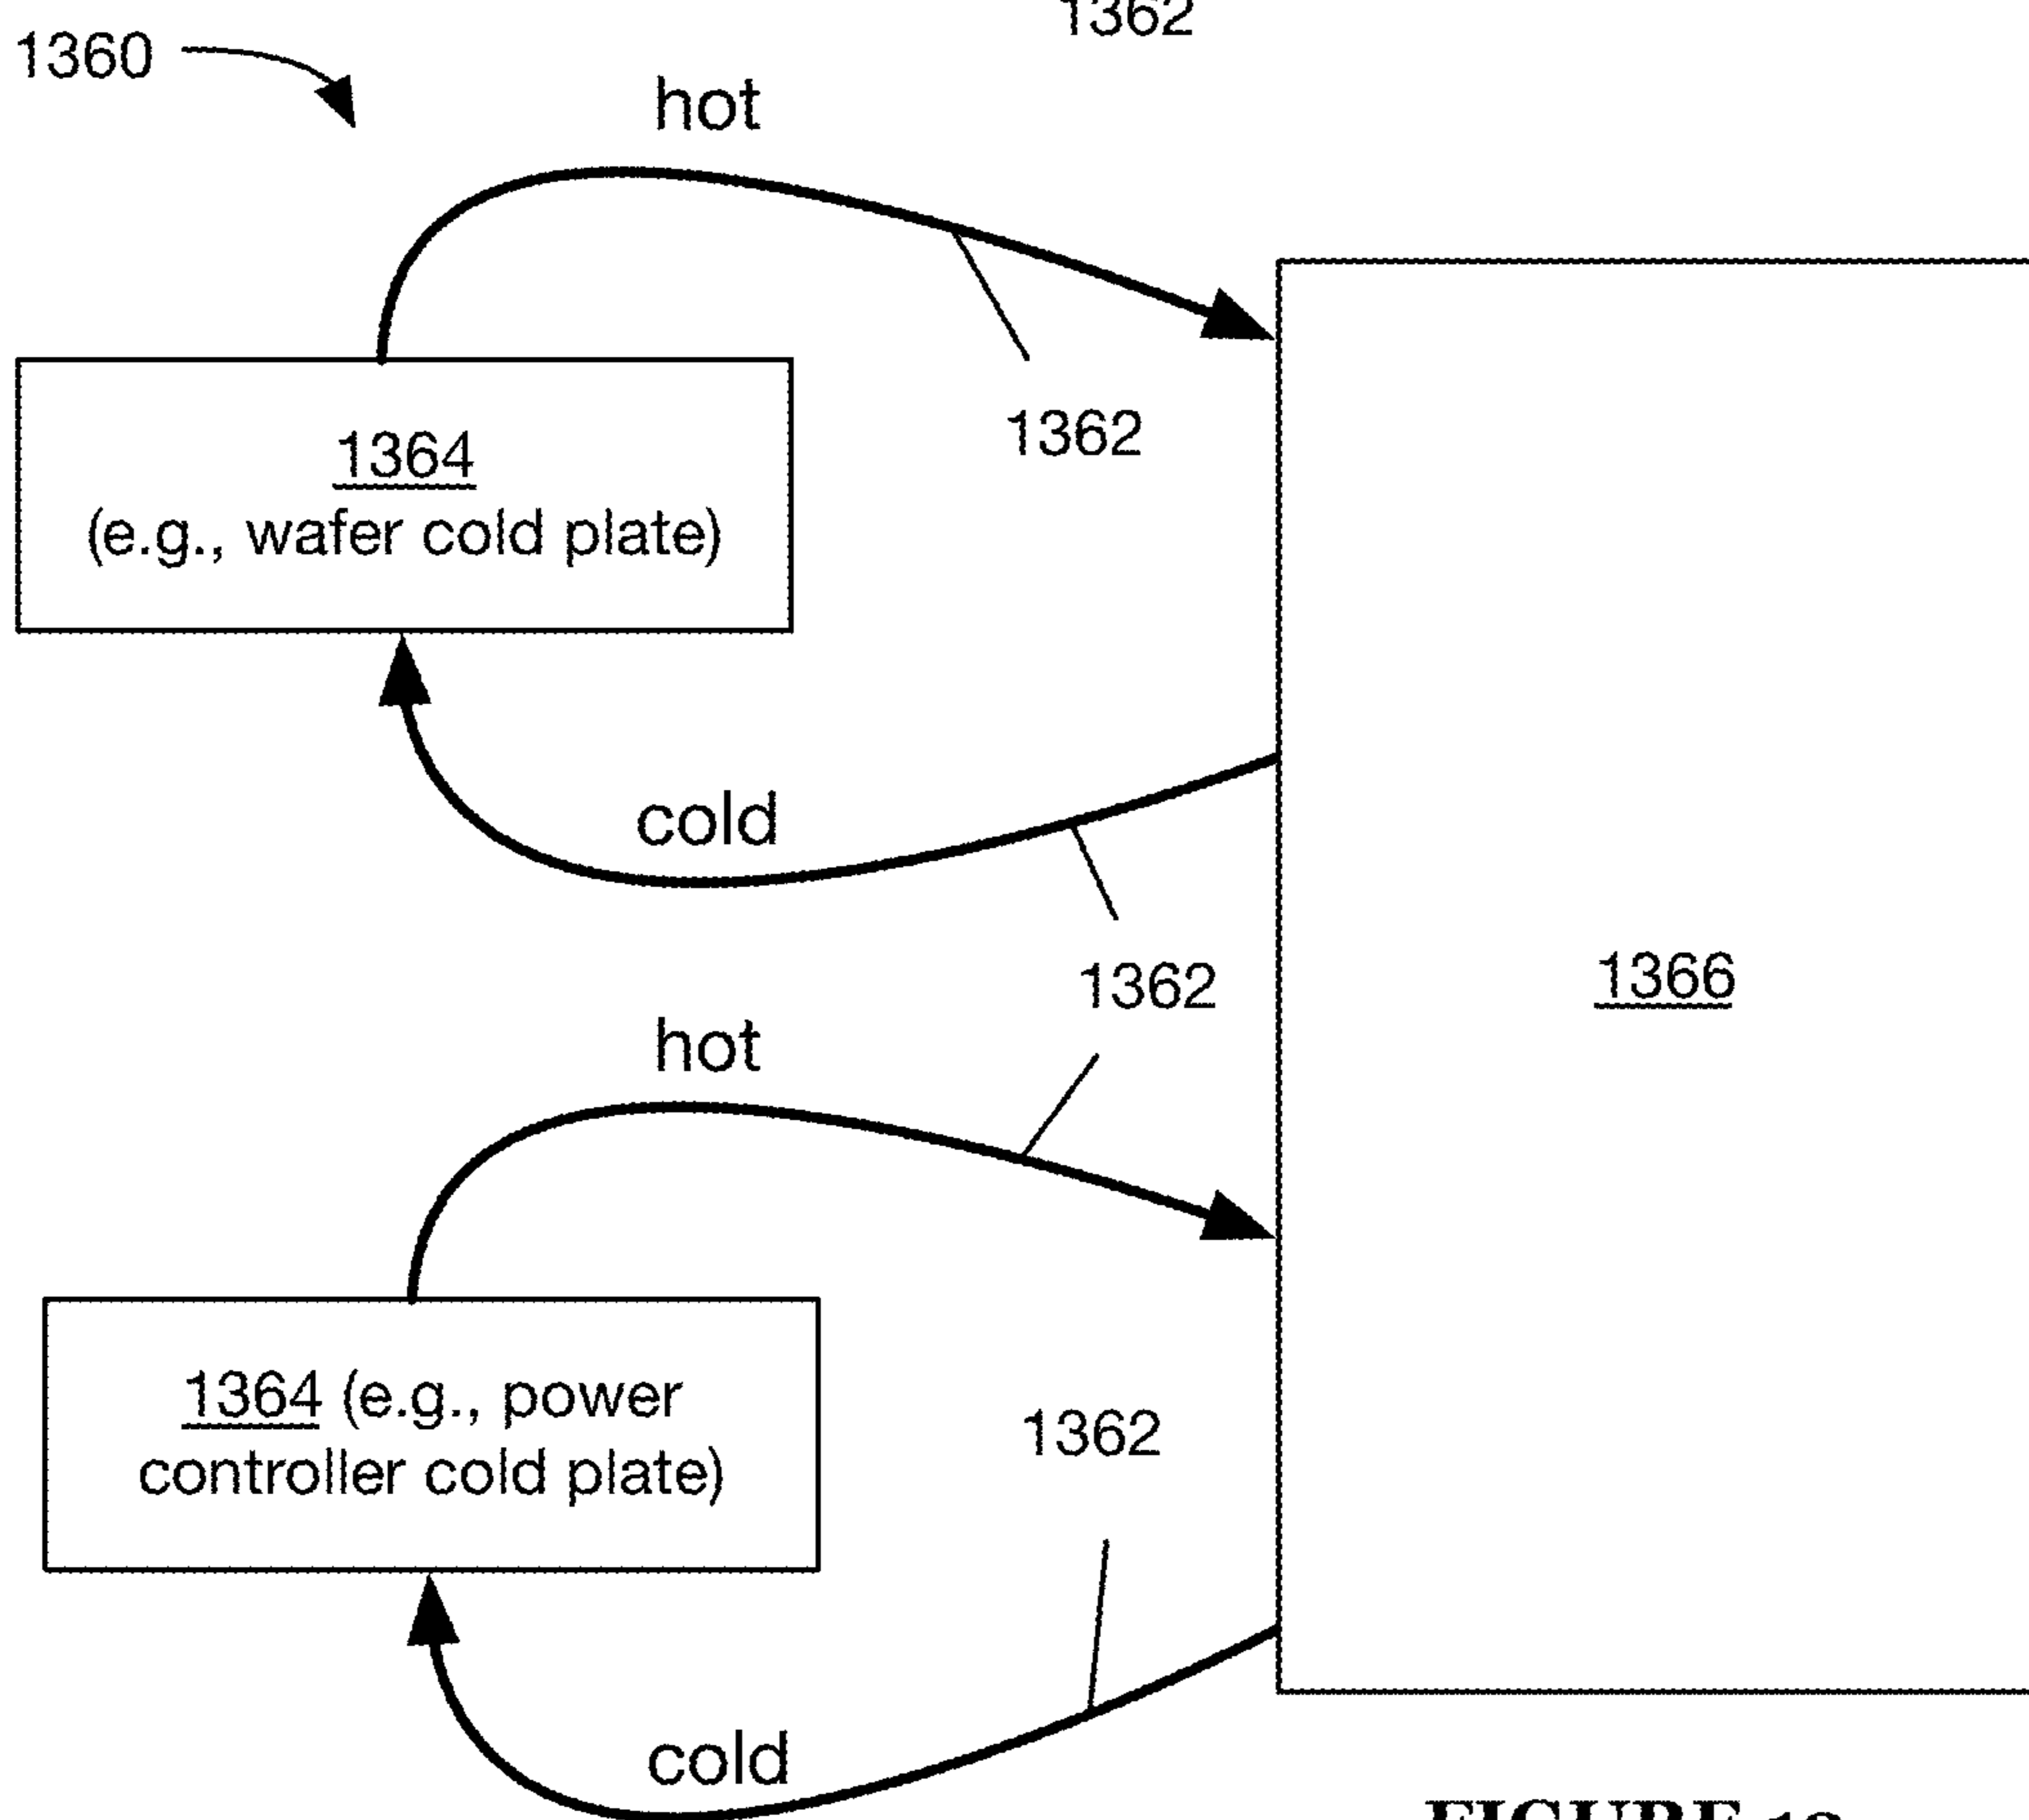 1362
1360
hot
1362
1364
(e.g., wafer cold plate)
cold
1366
1362
hot
1364 (e.g., power
controller cold plate)
1362
cold
FIGURE